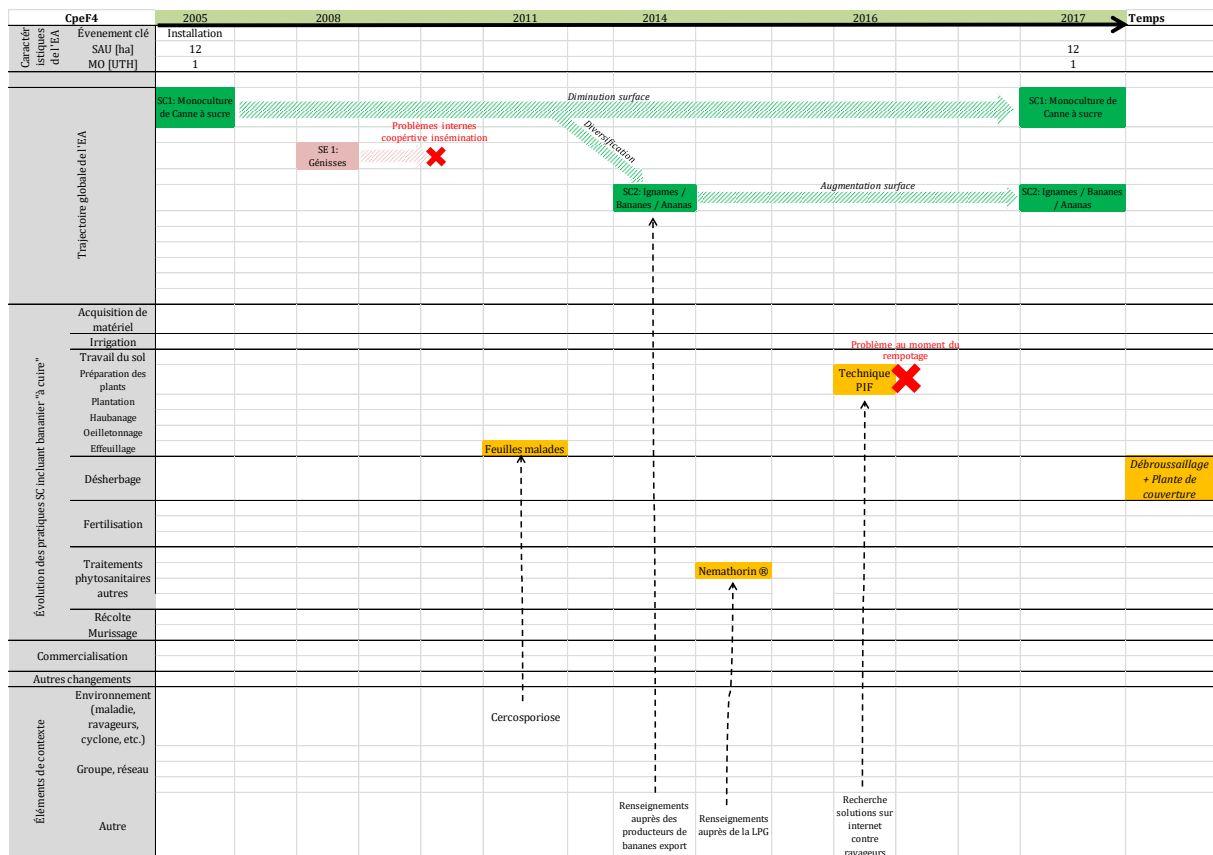 CpeF4 2005 2008 2011 2014 2016 2017 Temps
Caractér
istiques
de l'EA
Évenement clé Installation
SAU [ha] 12 12
MO [UTH] 1 1
Trajectoire globale de l'EA
SC1: Monoculture
de Canne à sucre
Diminution surface
SC1: Monoculture de
Canne à sucre
Problèmes internes
coopértive insémination
Diversification
SE 1:
Génisses
SC2: Ignames /
Bananes / Ananas
Augmentation surface
SC2: Ignames / Bananes
/ Ananas
Évolution des pratiques SC incluant bananier "à cuire"
Acquisition de
matériel
Irrigation
Travail du sol
Problème au moment du
rempotage
Préparation des
plants
Technique
PIF
Plantation
Haubanage
Oeilletonnage
Effeuillage Feuilles malades
Désherbage
Débroussaillage
+ Plante de
couverture
Fertilisation
Traitements
phytosanitaires
autres
Nemathorin ®
Récolte
Murissage
Commercialisation
Autres changements
Éléments de contexte
Environnement
(maladie,
ravageurs,
cyclone, etc.)
Cercosporiose
Groupe, réseau
Autre
Renseignements
auprès des
producteurs de
bananes export
Renseignements
auprès de la LPG
Recherche
solutions sur
internet
contre
ravageurs